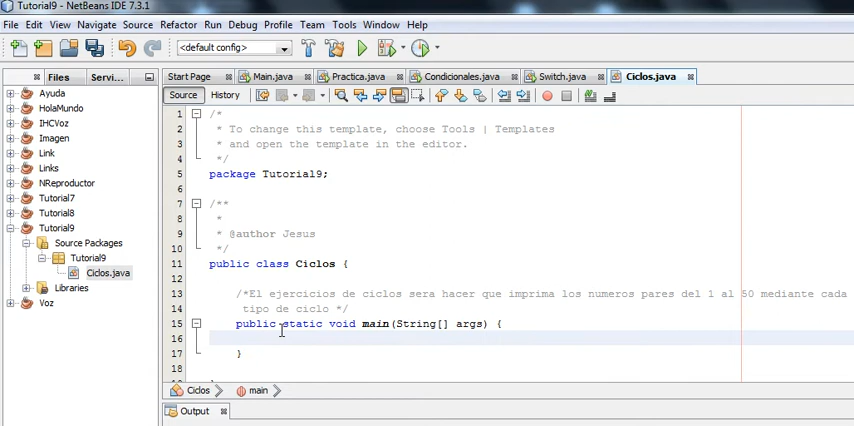 Tutorial9 - NetBeans IDE 7.3.1
File Edit View Navigate Source Refactor Run Debug Profile Team Tools Window Help
<default config>
Files Servi...
Start Page Main.java Practica.java Condicionales.java Switch.java Ciclos.java
Source History
Ayuda
HolaMundo
IHCVoz
Imagen
Link
Links
NReproductor
Tutorial7
Tutorial8
Tutorial9
Source Packages
Tutorial9
Ciclos.java
Libraries
Voz
1 /*
2 * To change this template, choose Tools | Templates
3 * and open the template in the editor.
4 */
5 package Tutorial9;
6
7 /**
8 *
9 * @author Jesus
10 */
11 public class Ciclos {
12
13 /*El ejercicios de ciclos sera hacer que imprima los numeros pares del 1 al 50 mediante cada
14 tipo de ciclo */
15 public static void main(String[] args) {
16
17 }
18
Ciclos main
Output